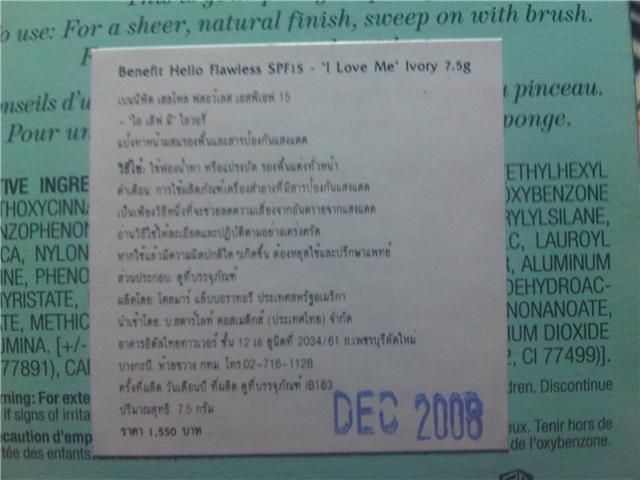 To use: For a sheer, natural finish, sweep on with brush.
Benefit Hello Flawless SPF15 - 'I Love Me' Ivory 7.5g
เบนนิฟิต เฮลโหล ฟลอว์เลส เอสพีเอฟ 15
- 'ไอ เลิฟ มี' ไอวอรี่
แป้งทาหน้าผสมรองพื้นและสารป้องกันแสงแดด
วิธีใช้: ใช้ฟองน้ำทา หรือแปรงปัด รองพื้นแต่งทั่วหน้า
คำเตือน: การใช้ผลิตภัณฑ์เครื่องสำอางที่มีสารป้องกันแสงแดด
เป็นเพียงวิธีหนึ่งที่จะช่วยลดความเสี่ยงจากอันตรายจากแสงแดด
อ่านวิธีใช้ให้ละเอียดและปฏิบัติตามอย่างเคร่งครัด
หากใช้แล้วมีความผิดปกติใดๆเกิดขึ้น ต้องหยุดใช้และปรึกษาแพทย์
ส่วนประกอบ: ดูที่บรรจุภัณฑ์
ผลิตโดย: โคลมาร์ แล็บบอราทอรี ประเทศสหรัฐอเมริกา
นำเข้าโดย: บ.สตาร์ไลท์ คอสเมติกส์ (ประเทศไทย) จำกัด
อาคารอิตัลไทยทาวเวอร์ ชั้น 12 เอ ยูนิตที่ 2034/61 ถ.เพชรบุรีตัดใหม่
บางกะปิ. ห้วยขวาง กทม. โทร.02-716-1128
ครั้งที่ผลิต วันเดือนปี ที่ผลิต ดูที่บรรจุภัณฑ์ IB163
ปริมาณสุทธิ 7.5 กรัม
ราคา 1,550 บาท
DEC 2008
onseils d'u
pinceau.
Pour un
ponge.
TIVE INGRE
ETHYLHEXYL
THOXYCINN
OXYBENZONE
NZOPHENON
RYLYLSILANE,
CA, NYLON
C, LAUROYL
INE, PHENO
, ALUMINUM
YRISTATE,
DEHYDROAC-
TE, METHIC
NONANOATE,
UMINA. [+/-
UM DIOXIDE
77891), CA
2, CI 77499)].
rning: For exte
dren. Discontinue
if signs of irrita
écaution d'emp
eux. Tenir hors de
tée des enfants.
de l'oxybenzone.